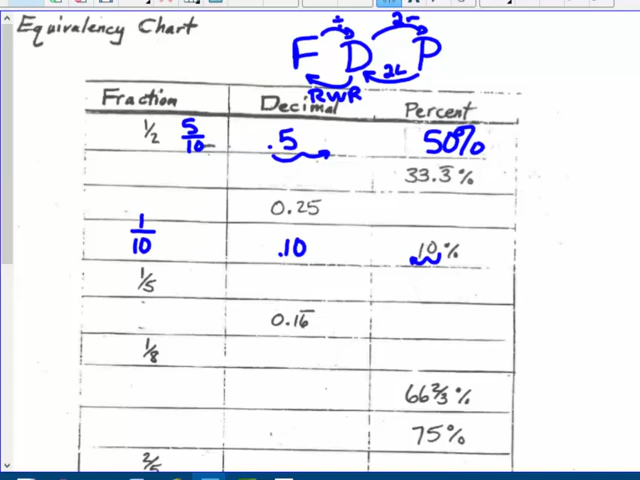 Equivalency Chart
÷ 2R
F D P
RWR 2L
Fraction Decimal Percent
1/2 5/10 .5 50%
33.3̅%
0.25
1/10 .10 10%
1/5
0.16̅
1/8
66 2/3%
75%
2/5